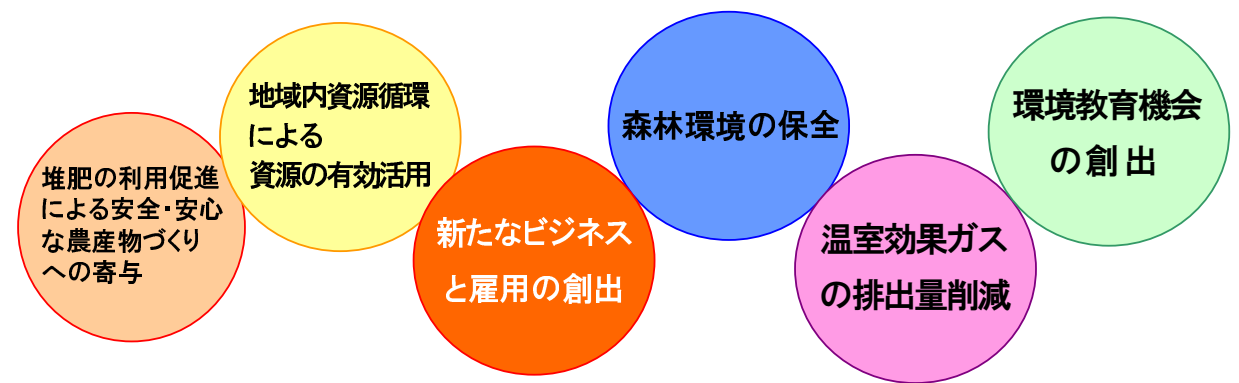 堆肥の利用促進
による安全・安心
な農産物づくり
への寄与
地域内資源循環
による
資源の有効活用
新たなビジネス
と雇用の創出
森林環境の保全
温室効果ガス
の排出量削減
環境教育機会
の創出